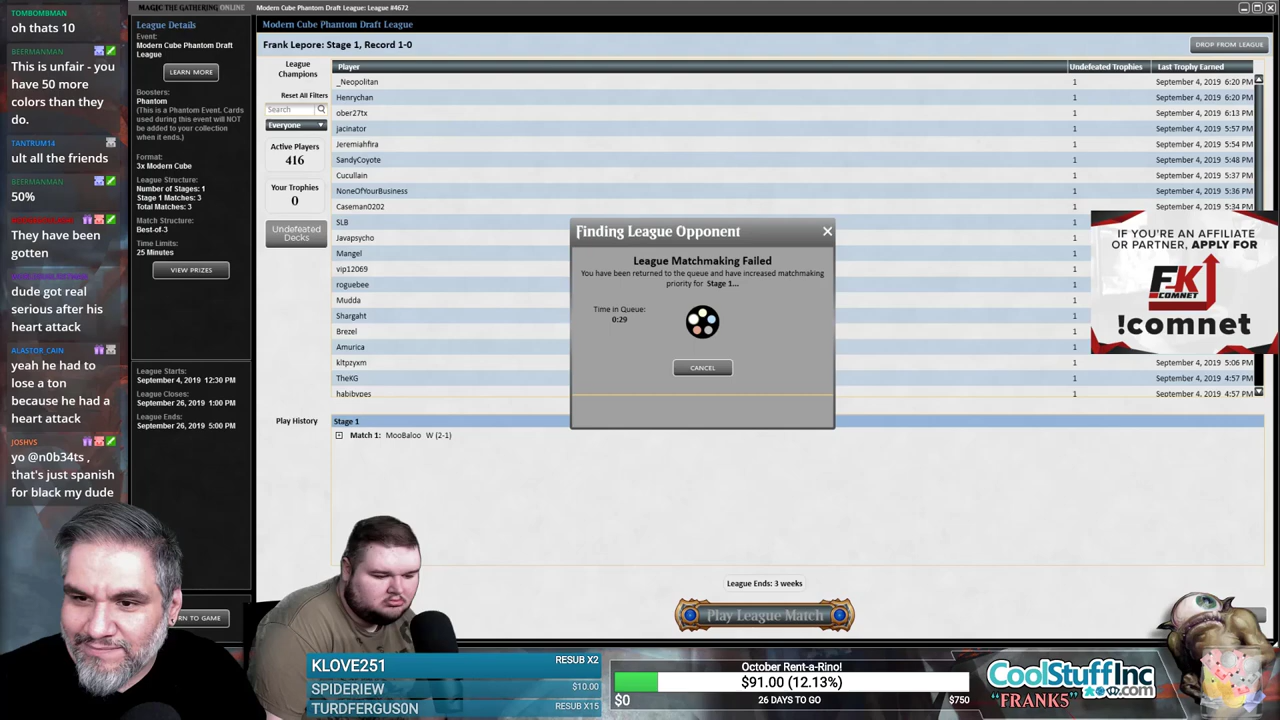 MAGIC THE GATHERING ONLINE
Modern Cube Phantom Draft League: League #4672
TOMBOMBMAN
oh thats 10
BEERMANMAN
This is unfair - you
have 50 more
colors than they
do.
TANTRUM14
ult all the friends
BEERMANMAN
50%
They have been
gotten
dude got real
serious after his
heart attack
ALASTOR CAIN
yeah he had to
lose a ton
because he had a
heart attack
JOSHVS
yo @n0b34ts ,
that's just spanish
for black my dude
League Details
Event:
Modern Cube Phantom Draft
League
LEARN MORE
Boosters:
Phantom
(This is a Phantom Event. Cards
used during this event will NOT
be added to your collection
when it ends.)
Format:
3x Modern Cube
League Structure:
Number of Stages: 1
Stage 1 Matches: 3
Total Matches: 3
Match Structure:
Best-of-3
Time Limits:
25 Minutes
VIEW PRIZES
League Starts:
September 4, 2019 12:30 PM
League Closes:
September 26, 2019 1:00 PM
League Ends:
September 26, 2019 5:00 PM
RN TO GAME
Modern Cube Phantom Draft League
Frank Lepore: Stage 1, Record 1-0
DROP FROM LEAGUE
League
Champions
Reset All Filters
Search
Everyone
Active Players
416
Your Trophies
0
Undefeated
Decks
Player Undefeated Trophies Last Trophy Earned
_Neopolitan 1 September 4, 2019 6:20 PM
Henrychan 1 September 4, 2019 6:20 PM
ober27tx 1 September 4, 2019 6:13 PM
jacinator 1 September 4, 2019 5:57 PM
Jeremiahfira 1 September 4, 2019 5:54 PM
SandyCoyote 1 September 4, 2019 5:48 PM
Cucullain 1 September 4, 2019 5:37 PM
NoneOfYourBusiness 1 September 4, 2019 5:36 PM
Caseman0202 1 September 4, 2019 5:34 PM
SLB
Javapsycho
Mangel
vip12069
roguebee
Mudda
Shargaht
Brezel
Amurica
kltpzyxm September 4, 2019 5:06 PM
TheKG 1 September 4, 2019 4:57 PM
habibypes 1 September 4, 2019 4:57 PM
Finding League Opponent
League Matchmaking Failed
You have been returned to the queue and have increased matchmaking
priority for Stage 1...
Time in Queue:
0:29
CANCEL
IF YOU'RE AN AFFILIATE
OR PARTNER, APPLY FOR
FK
COMNET
!comnet
Play History
Stage 1
Match 1: MooBaloo W (2-1)
League Ends: 3 weeks
Play League Match
KLOVE251 RESUB X2
SPIDERIEW $10.00
TURDFERGUS0N RESUB X15
October Rent-a-Rino!
$91.00 (12.13%)
$0 26 DAYS TO GO $750
CoolStuffInc
.com
"FRANKS"